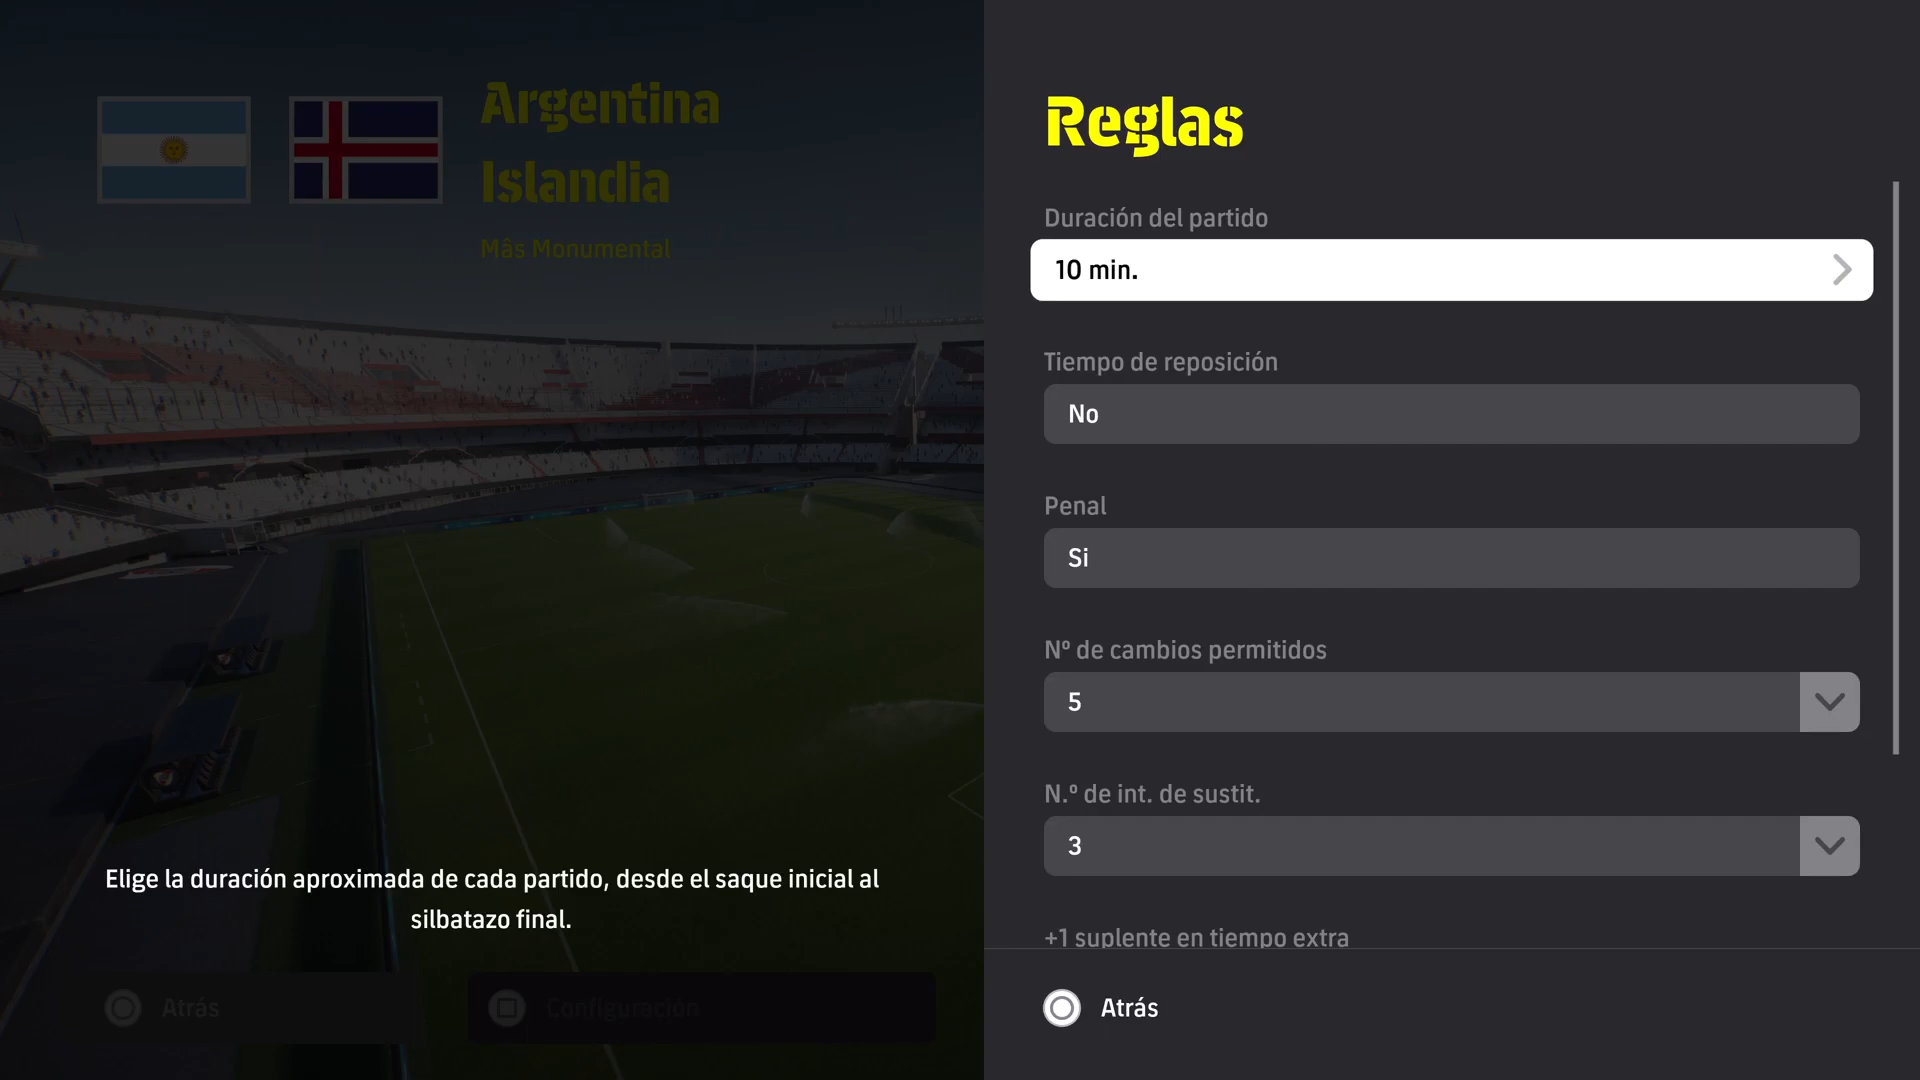 Argentina
Islandia
Mâs Monumental
Elige la duración aproximada de cada partido, desde el saque inicial al
silbatazo final.
Atrás
Configuración
Reglas
Duración del partido
10 min.
Tiempo de reposición
No
Penal
Si
Nº de cambios permitidos
5
N.º de int. de sustit.
3
+1 suplente en tiempo extra
Atrás